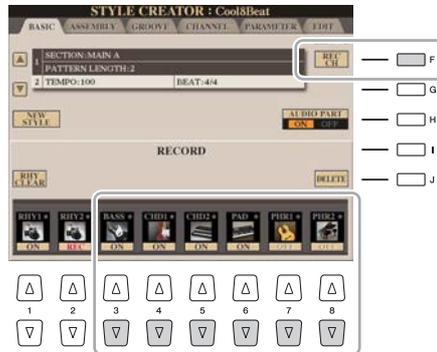 STYLE CREATOR : Cool8Beat
BASIC ASSEMBLY GROOVE CHANNEL PARAMETER EDIT
1 SECTION:MAIN A
PATTERN LENGTH:2
2 TEMPO:100 BEAT:4/4
REC CH
F
G
NEW STYLE
AUDIO PART
ON OFF
H
RECORD
I
RHY CLEAR
DELETE
J
RHY1 RHY2 BASS CHD1 CHD2 PAD PHR1 PHR2
ON REC ON ON ON ON OFF OFF
1 2 3 4 5 6 7 8